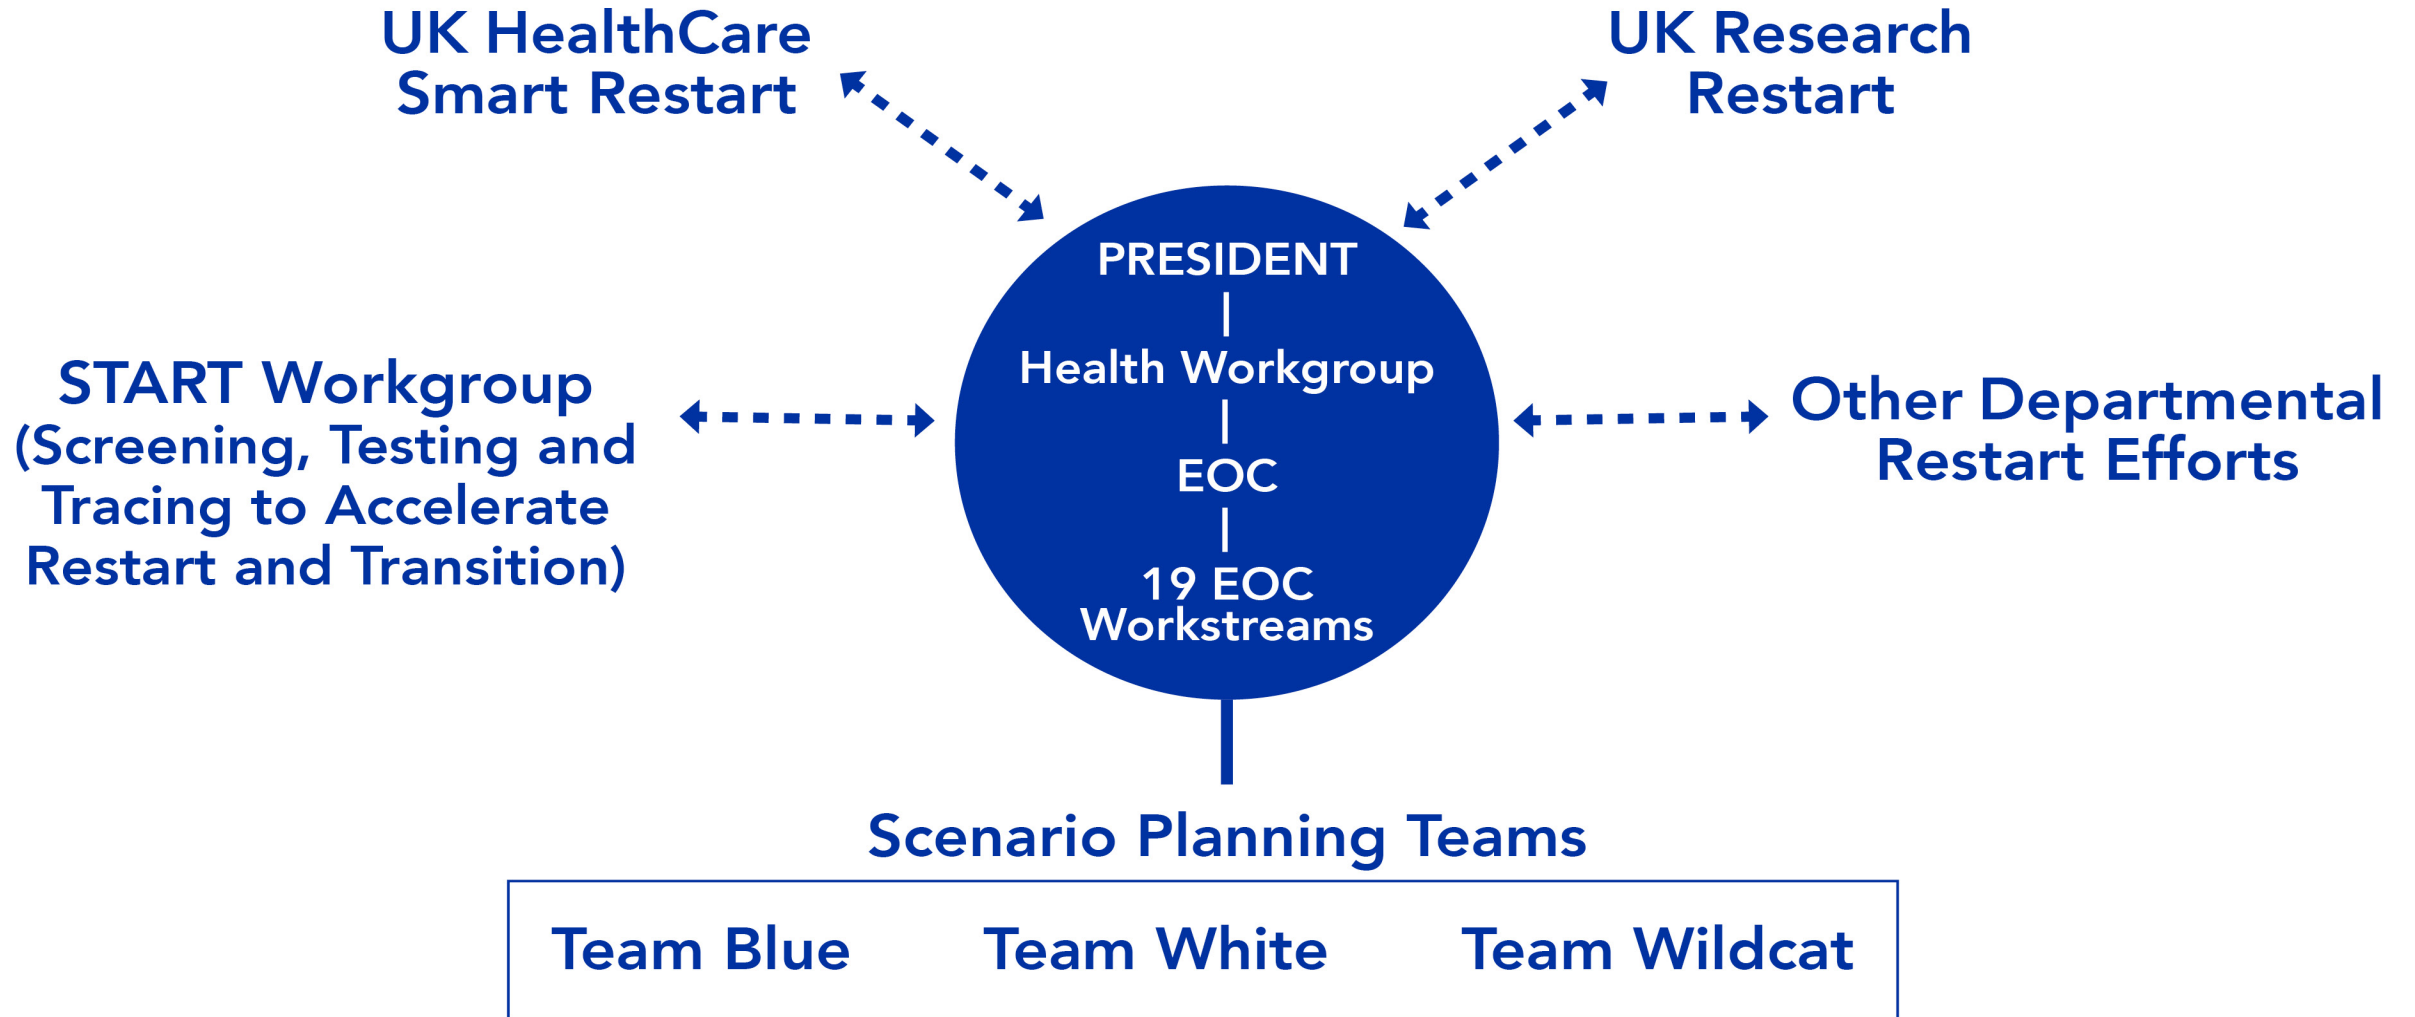 UK HealthCare
Smart Restart
UK Research
Restart
PRESIDENT
Health Workgroup
EOC
19 EOC
Workstreams
START Workgroup
(Screening, Testing and
Tracing to Accelerate
Restart and Transition)
Other Departmental
Restart Efforts
Scenario Planning Teams
Team Blue
Team White
Team Wildcat